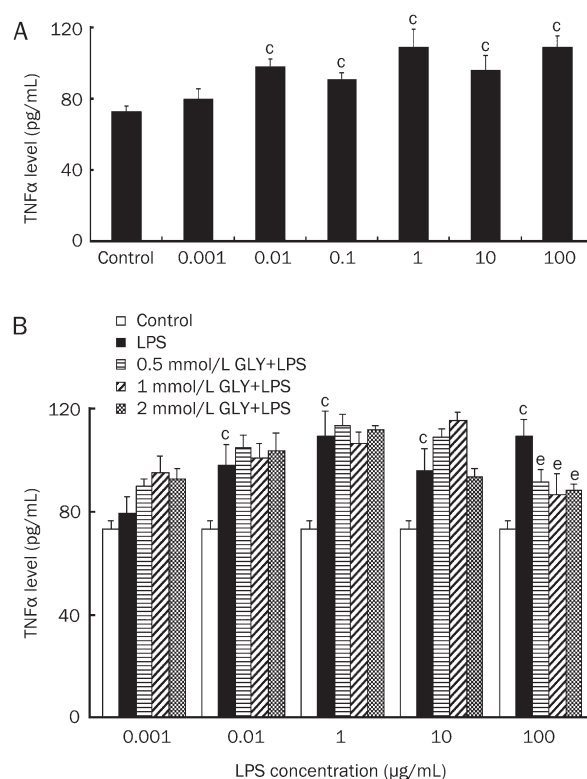 A
120
80
40
0
TNFα level (pg/mL)
c
c
c
c
c
Control 0.001 0.01 0.1 1 10 100
B
Control
LPS
0.5 mmol/L GLY+LPS
1 mmol/L GLY+LPS
2 mmol/L GLY+LPS
120
80
40
0
TNFα level (pg/mL)
c
c
c
c
e
e
e
0.001 0.01 1 10 100
LPS concentration (μg/mL)